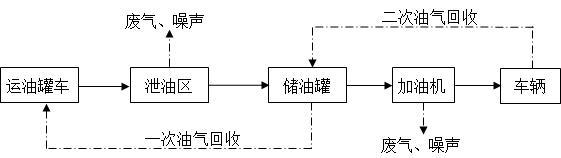 二次油气回收
废气、噪声
运油罐车
泄油区
储油罐
加油机
车辆
一次油气回收
废气、噪声